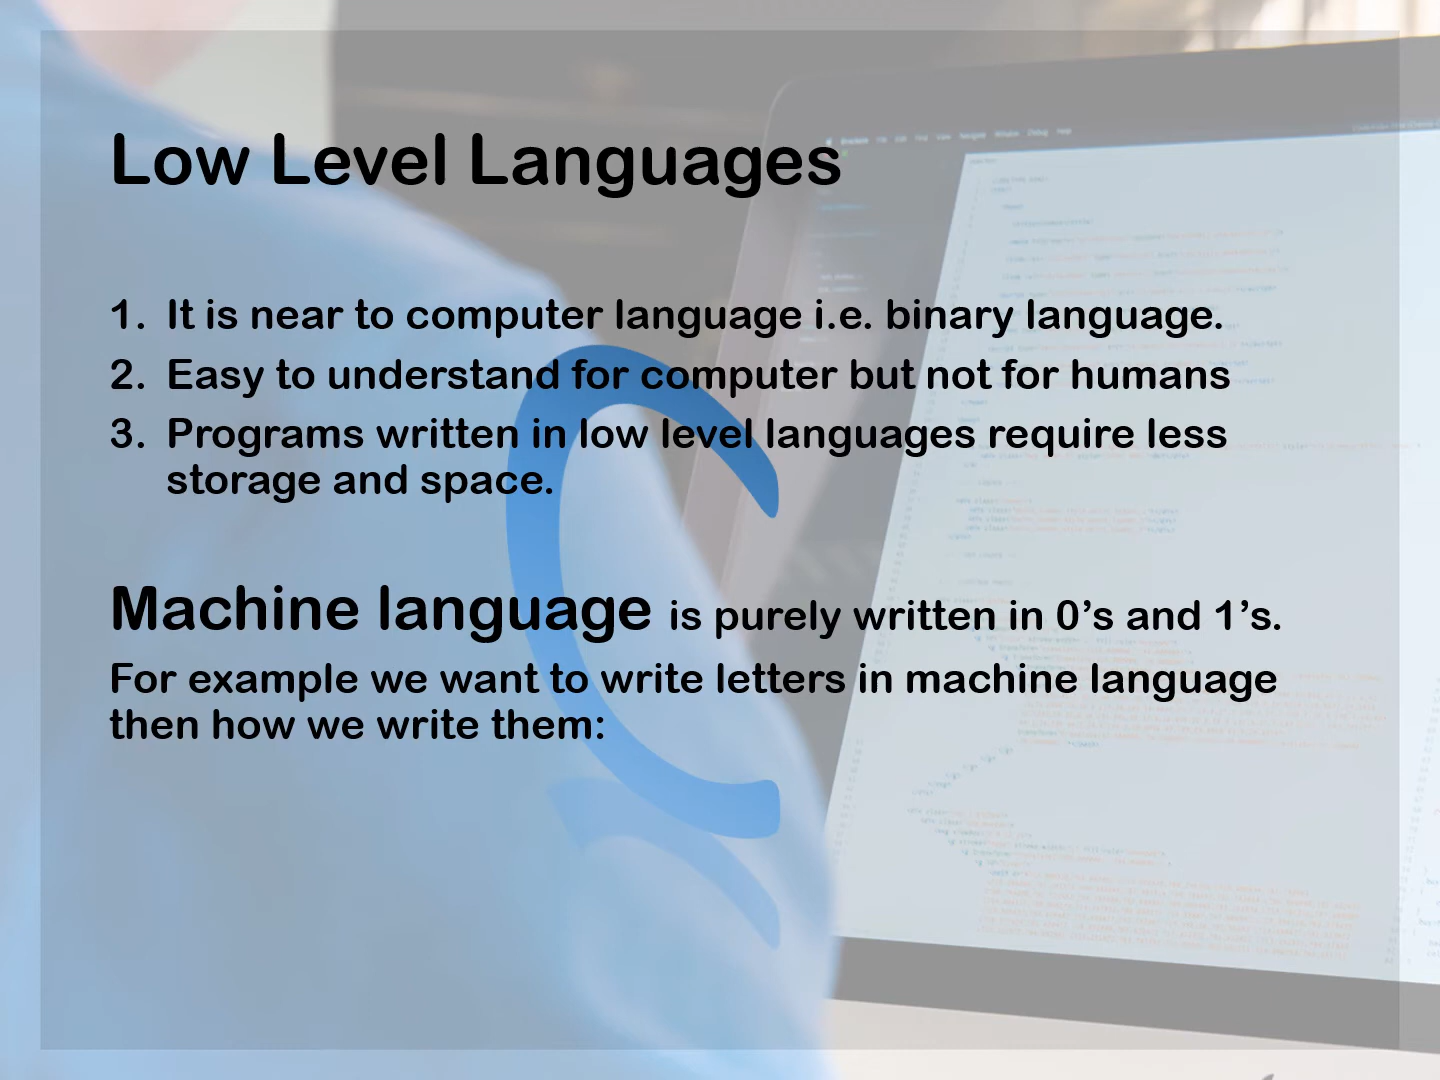 Low Level Languages
1. It is near to computer language i.e. binary language.
2. Easy to understand for computer but not for humans
3. Programs written in low level languages require less
storage and space.
Machine language is purely written in 0’s and 1’s.
For example we want to write letters in machine language
then how we write them: